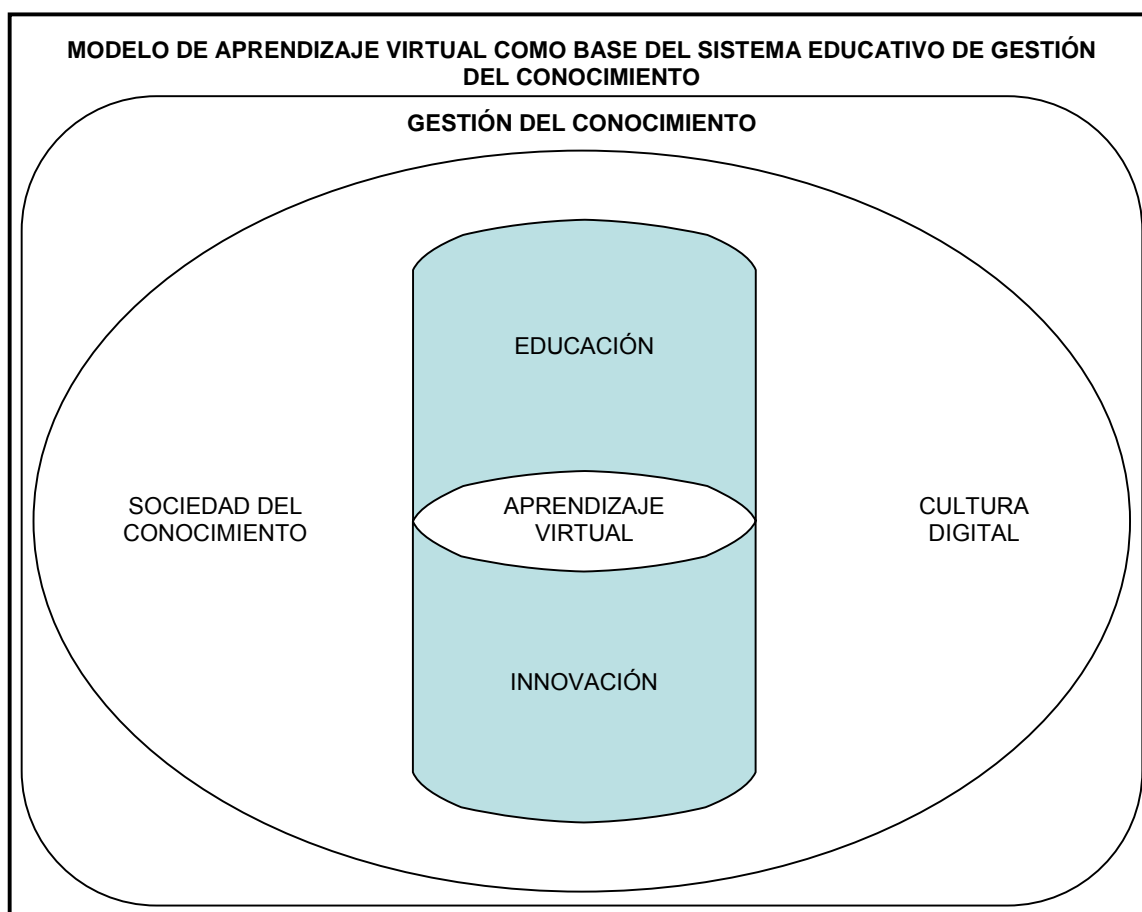 MODELO DE APRENDIZAJE VIRTUAL COMO BASE DEL SISTEMA EDUCATIVO DE GESTIÓN
DEL CONOCIMIENTO
GESTIÓN DEL CONOCIMIENTO
EDUCACIÓN
SOCIEDAD DEL
CONOCIMIENTO
APRENDIZAJE
VIRTUAL
CULTURA
DIGITAL
INNOVACIÓN